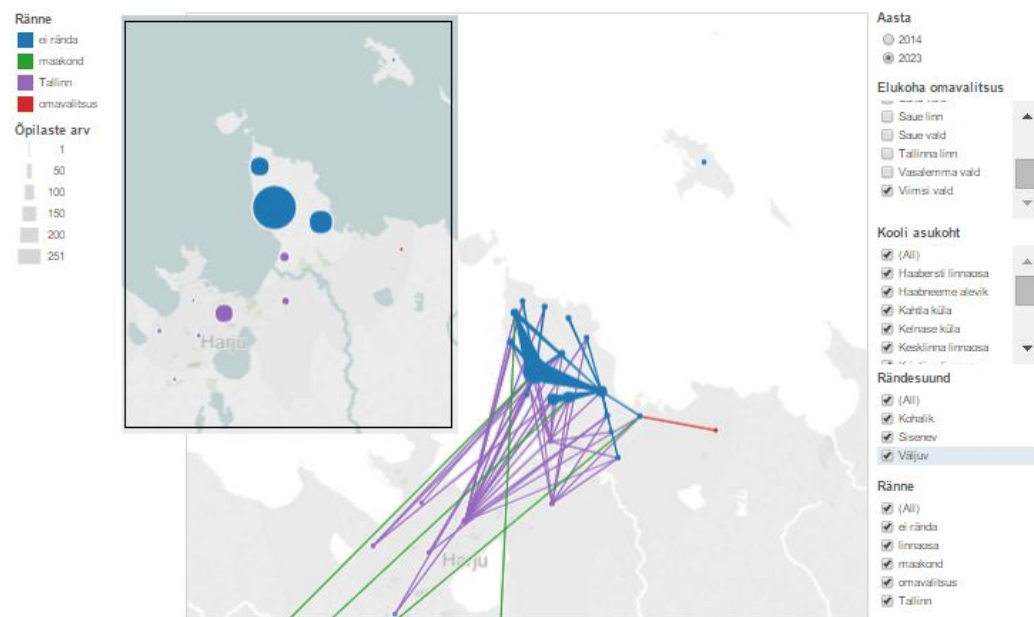 Ränne
ei rända
maakond
Tallinn
omavalitsus
Õpilaste arv
1
50
100
150
200
251
Harju
Harju
Aasta
2014
2023
Elukoha omavalitsus
Saue linn
Saue vald
Tallinna linn
Vasalemma vald
Viimsi vald
Kooli asukoht
(All)
Haabersti linnaosa
Haabneeme alevik
Kahtla küla
Kelnase küla
Kesklinna linnaosa
Rändesuund
(All)
Kohalik
Sisenev
Väljuv
Ränne
(All)
ei rända
linnaosa
maakond
omavalitsus
Tallinn